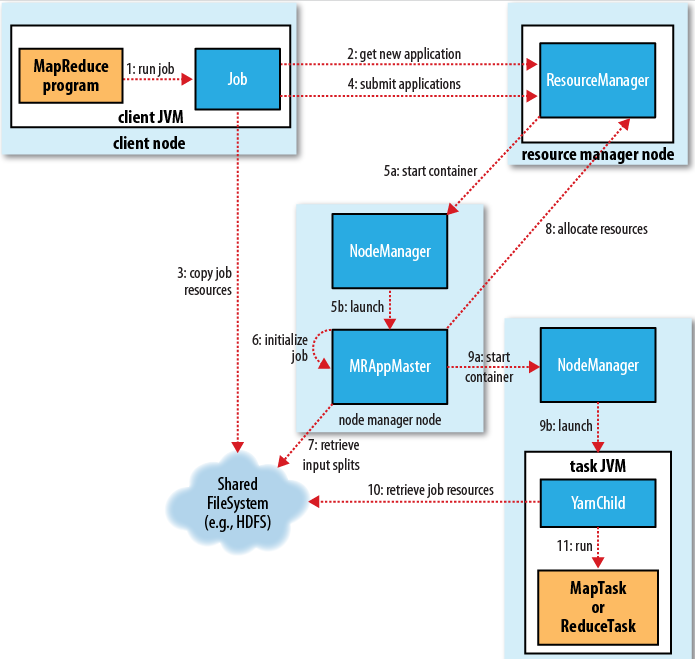 MapReduce
program
1: run job
Job
client JVM
client node
2: get new application
4: submit applications
ResourceManager
resource manager node
5a: start container
8: allocate resources
3: copy job
resources
NodeManager
5b: launch
6: initialize
job
MRAppMaster
node manager node
9a: start
container
NodeManager
9b: launch
7: retrieve
input splits
Shared
FileSystem
(e.g., HDFS)
10: retrieve job resources
task JVM
YarnChild
11: run
MapTask
or
ReduceTask